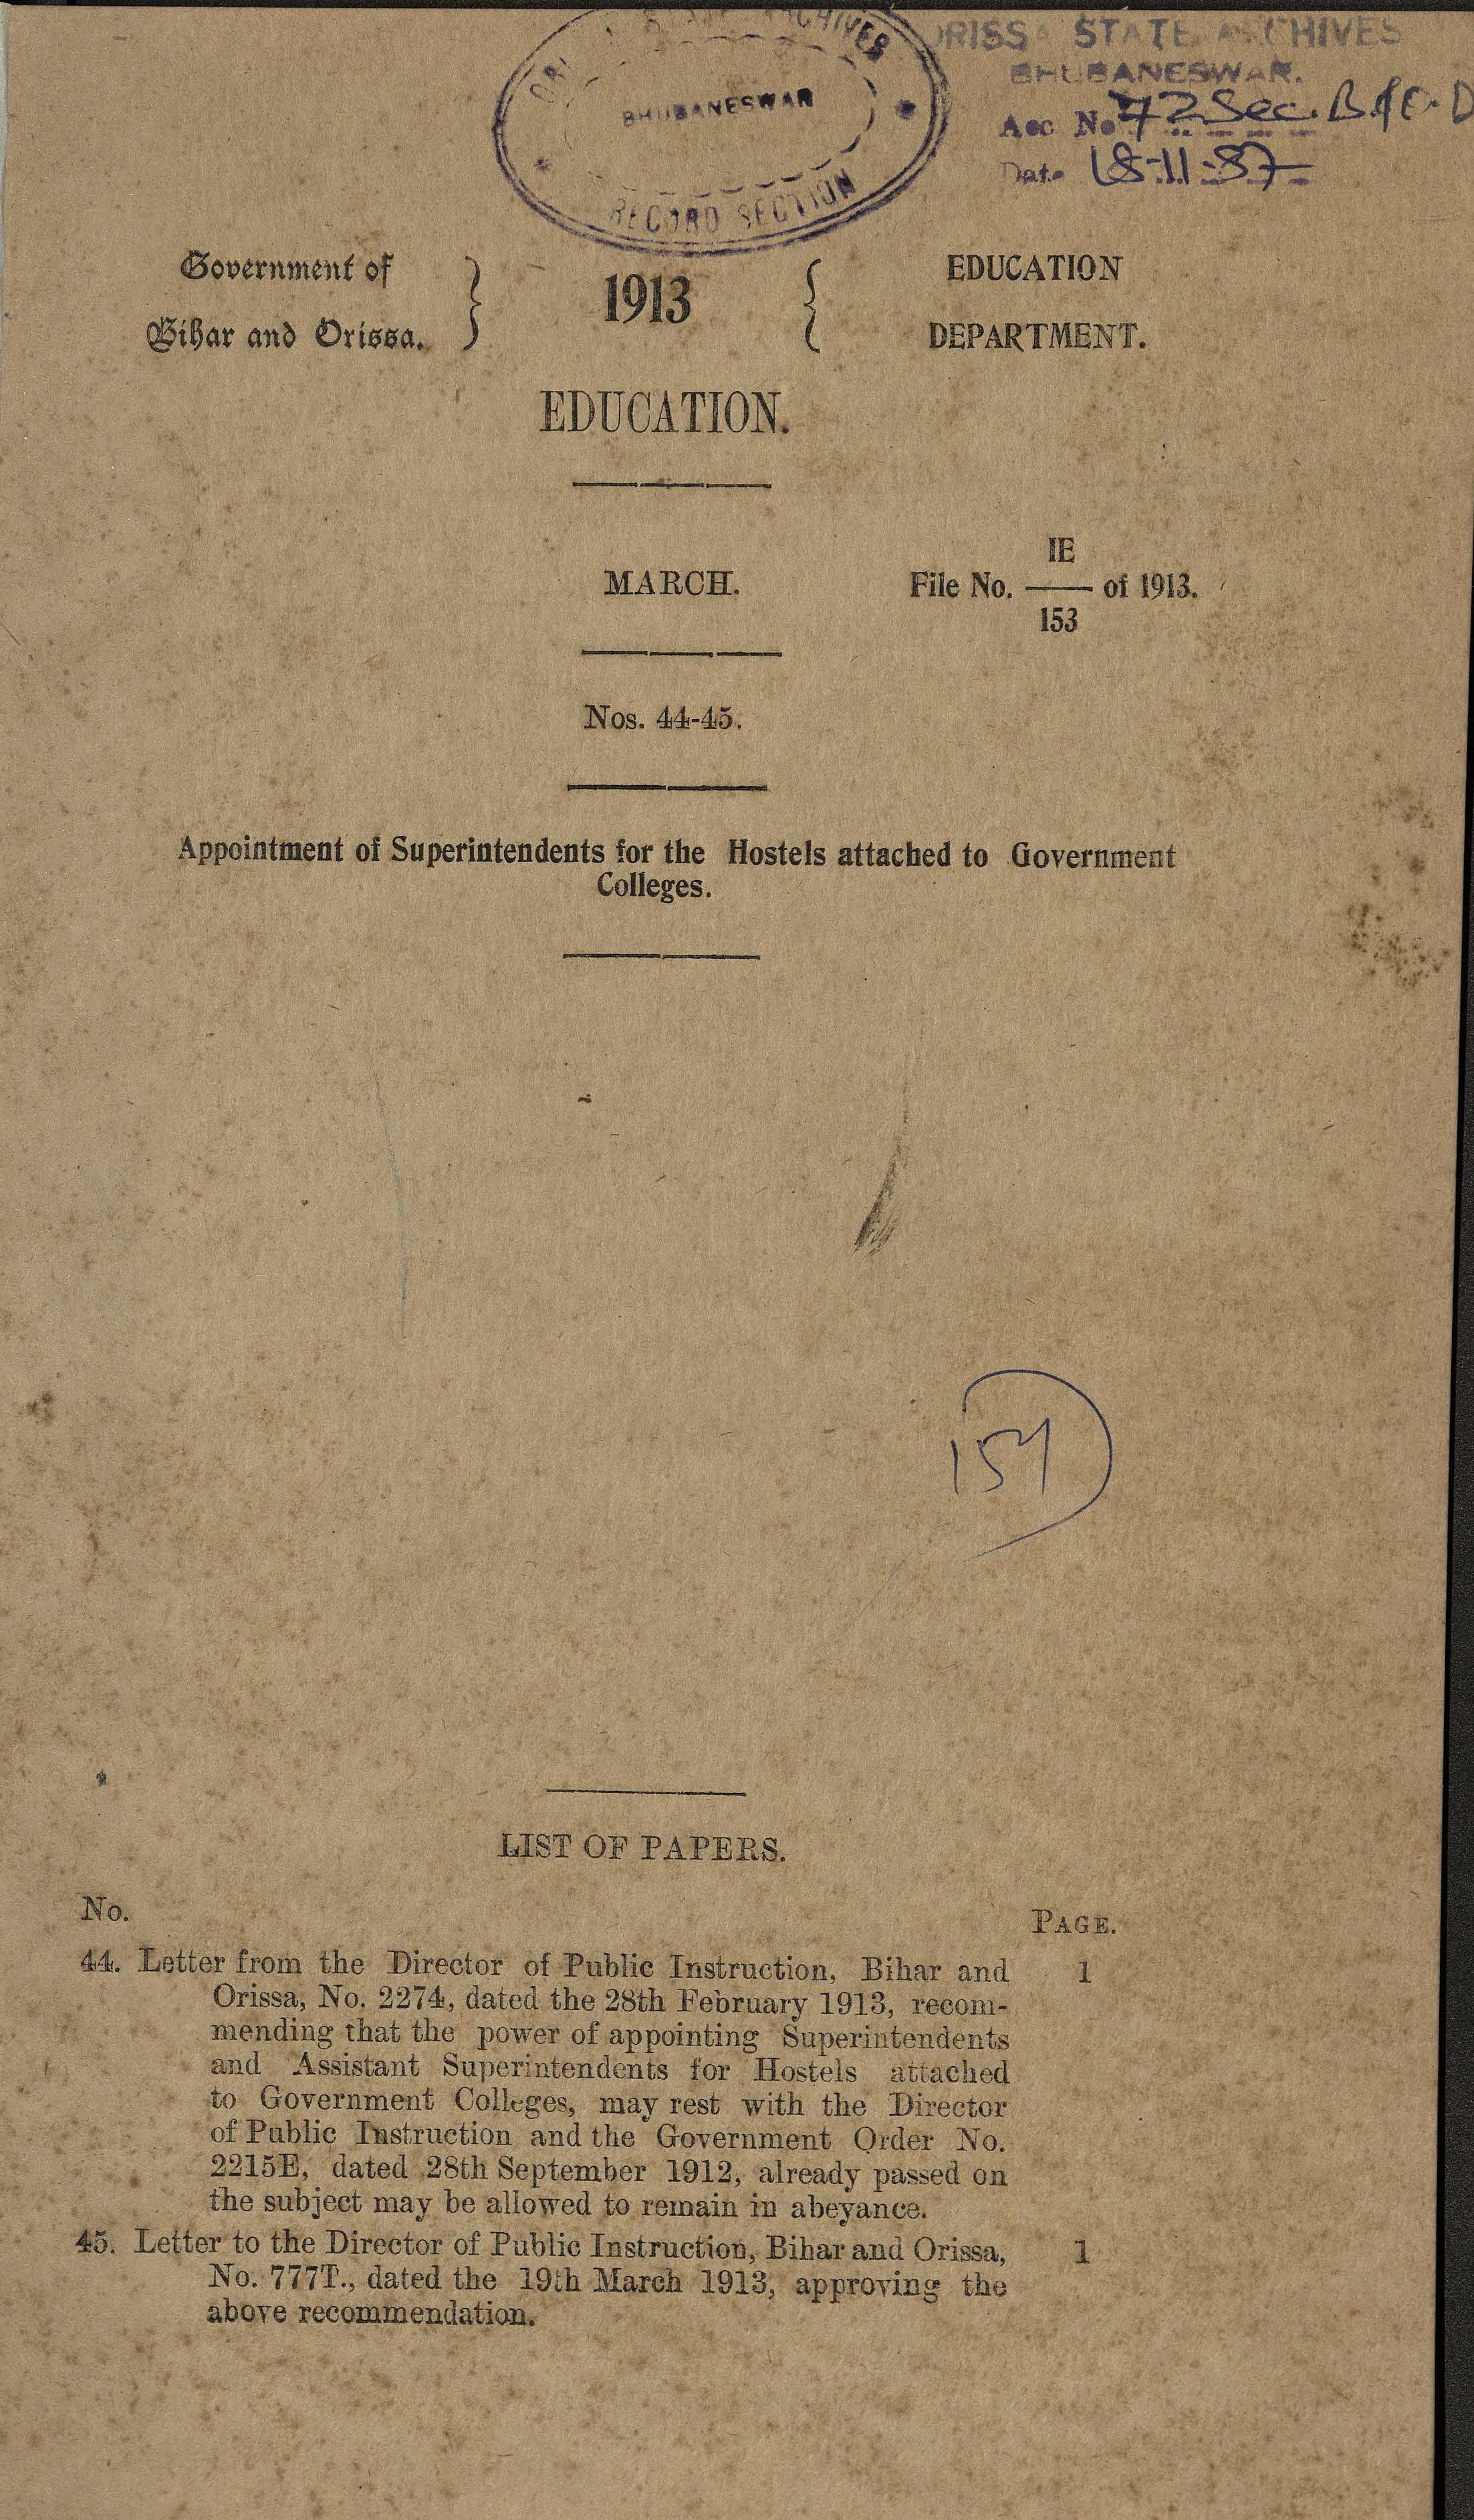 STATE ARCHIVES
BHUBANESWAR
RECORD SECTION
ORISSA STATE ARCHIVES
BHUBANESWAR.
Acc No 72 Sec. B&O.D
Date 18-11-87
Government of
Bihar and Orissa.
1913
EDUCATION
DEPARTMENT.
EDUCATION.
MARCH.
IE
File No. —— of 1913.
153
Nos. 44-45.
Appointment of Superintendents for the Hostels attached to Government
Colleges.
154
LIST OF PAPERS.
No.
PAGE.
44. Letter from the Director of Public Instruction, Bihar and 1
Orissa, No. 2274, dated the 28th February 1913, recom-
mending that the power of appointing Superintendents
and Assistant Superintendents for Hostels attached
to Government Colleges, may rest with the Director
of Public Instruction and the Government Order No.
2215E, dated 28th September 1912, already passed on
the subject may be allowed to remain in abeyance.
45. Letter to the Director of Public Instruction, Bihar and Orissa, 1
No. 777T., dated the 19th March 1913, approving the
above recommendation.